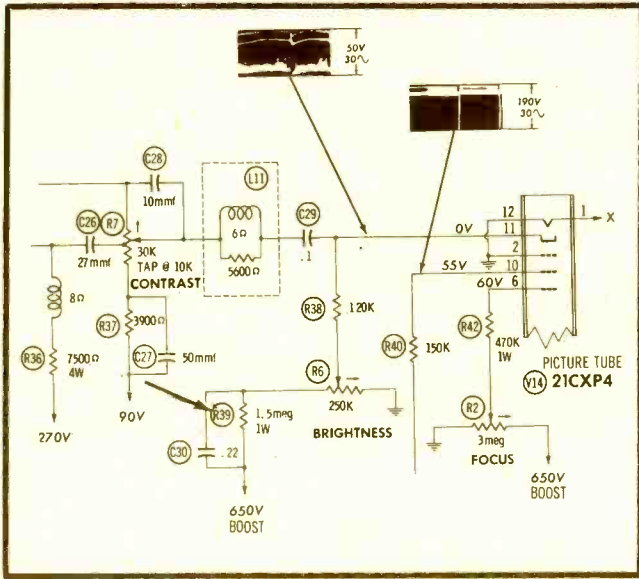 50V
30∿
190V
30∿
C28
10mmf
L11
C26
R7
C29
12
1
X
11
0V
2
27mmf
30K
TAP @ 10K
CONTRAST
6Ω
5600Ω
.1
55V
10
60V
6
8Ω
R37
3900Ω
R38
120K
R42
470K
1W
R40
150K
C27
50mmf
R36
7500Ω
4W
PICTURE TUBE
V14 21CXP4
R6
R2
90V
R39
1.5meg
1W
250K
BRIGHTNESS
3meg
FOCUS
270V
C30
.22
650V
BOOST
650V
BOOST